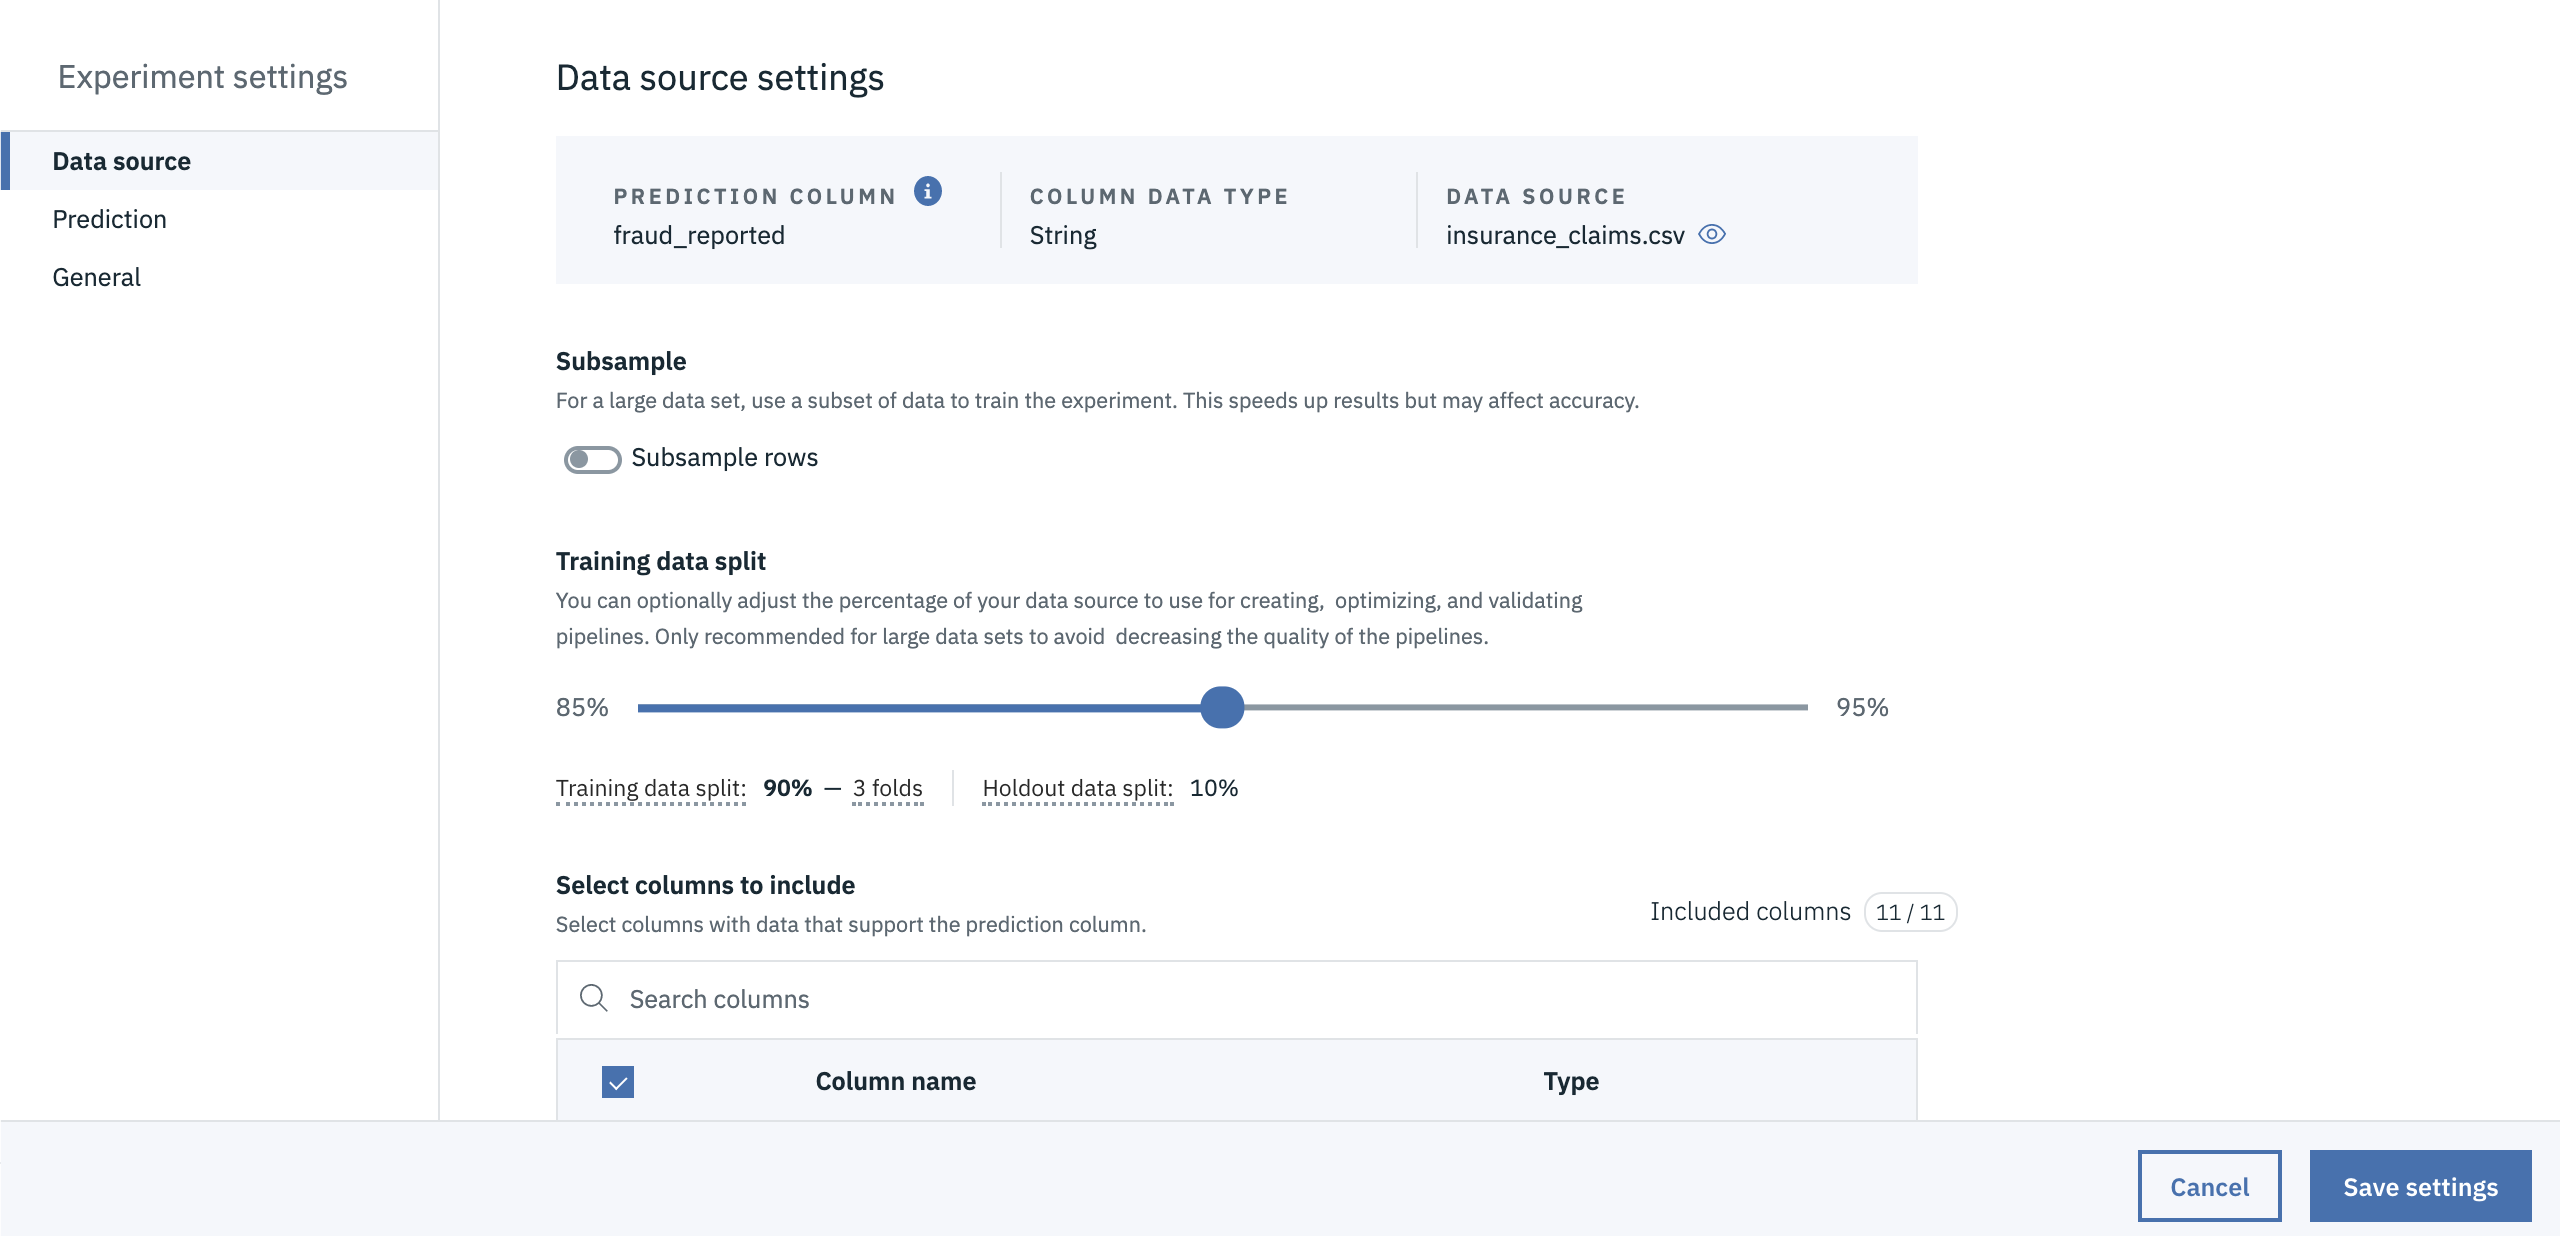 Experiment settings
Data source
Prediction
General
Data source settings
PREDICTION COLUMN
fraud_reported
COLUMN DATA TYPE
String
DATA SOURCE
insurance_claims.csv
Subsample
For a large data set, use a subset of data to train the experiment. This speeds up results but may affect accuracy.
Subsample rows
Training data split
You can optionally adjust the percentage of your data source to use for creating,  optimizing, and validating
pipelines. Only recommended for large data sets to avoid  decreasing the quality of the pipelines.
85% 95%
Training data split: 90% — 3 folds Holdout data split: 10%
Select columns to include
Select columns with data that support the prediction column.
Included columns 11 / 11
Search columns
Column name Type
Cancel Save settings